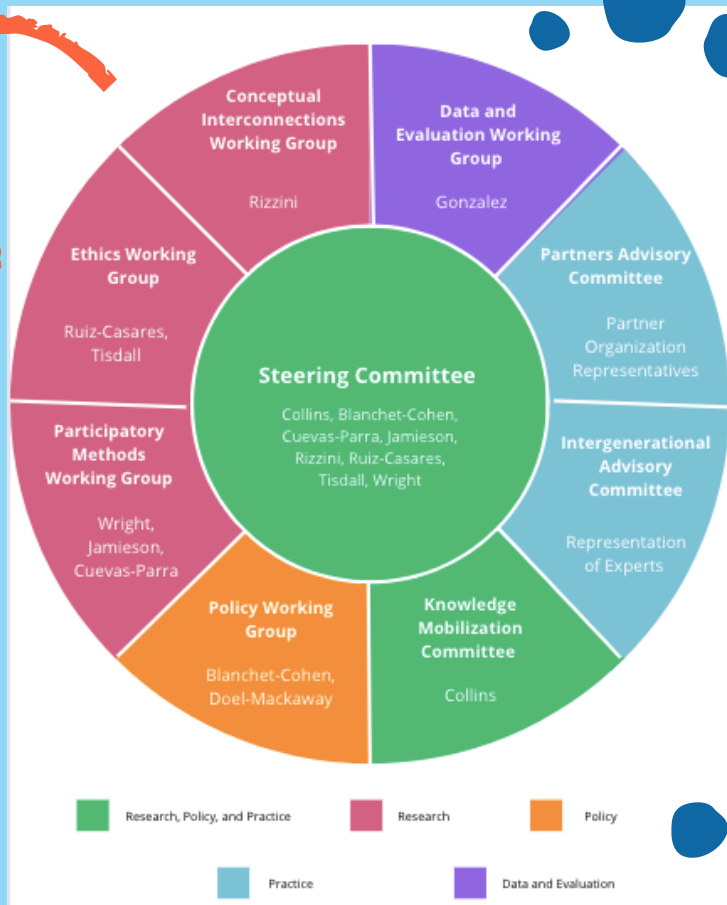 Conceptual
Interconnections
Working Group
Rizzini
Data and
Evaluation Working
Group
Gonzalez
Ethics Working
Group
Ruiz-Casares,
Tisdall
Partners Advisory
Committee
Partner
Organization
Representatives
Steering Committee
Collins, Blanchet-Cohen,
Cuevas-Parra, Jamieson,
Rizzini, Ruiz-Casares,
Tisdall, Wright
Participatory
Methods
Working Group
Wright,
Jamieson,
Cuevas-Parra
Intergenerational
Advisory
Committee
Representation
of Experts
Policy Working
Group
Blanchet-Cohen,
Doel-Mackaway
Knowledge
Mobilization
Committee
Collins
Research, Policy, and Practice
Research
Policy
Practice
Data and Evaluation